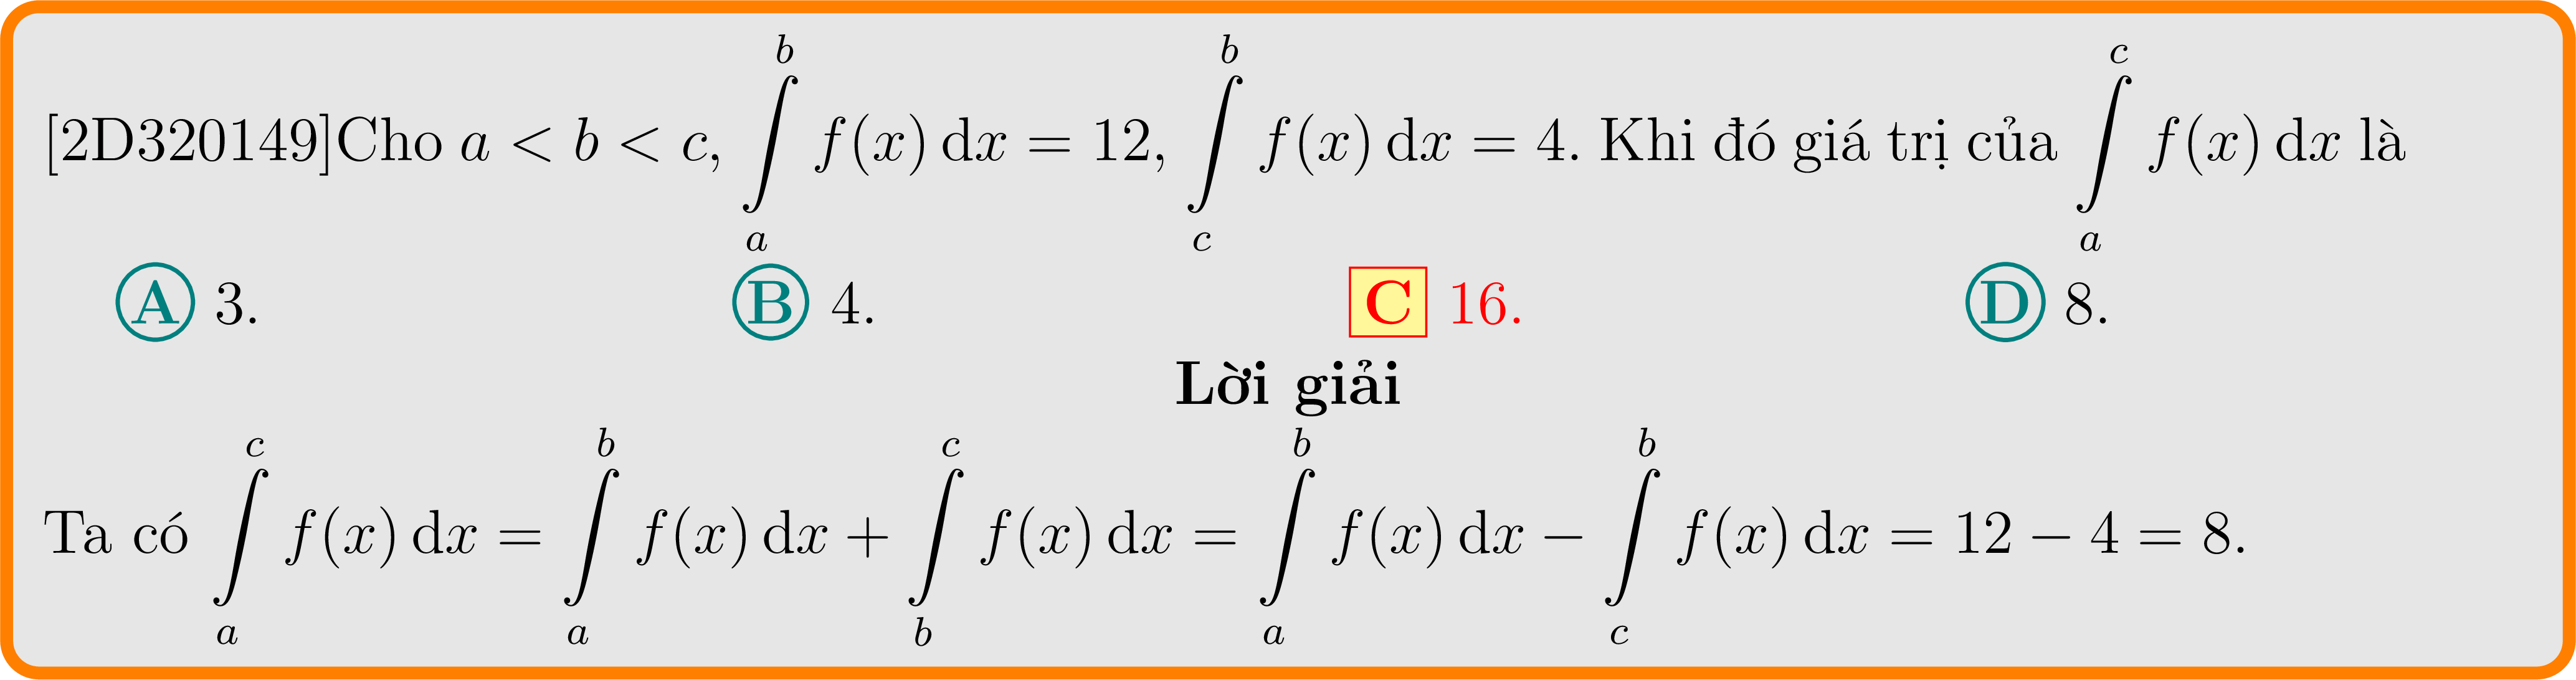 [2D320149]Cho $a < b < c$, $\int\limits_a^b f(x)\,\mathrm{d}x = 12$, $\int\limits_c^b f(x)\,\mathrm{d}x = 4$. Khi đó giá trị của $\int\limits_a^c f(x)\,\mathrm{d}x$ là
A 3. B 4. C 16. D 8.
Lời giải
Ta có $\int\limits_a^c f(x)\,\mathrm{d}x = \int\limits_a^b f(x)\,\mathrm{d}x + \int\limits_b^c f(x)\,\mathrm{d}x = \int\limits_a^b f(x)\,\mathrm{d}x - \int\limits_c^b f(x)\,\mathrm{d}x = 12 - 4 = 8$.